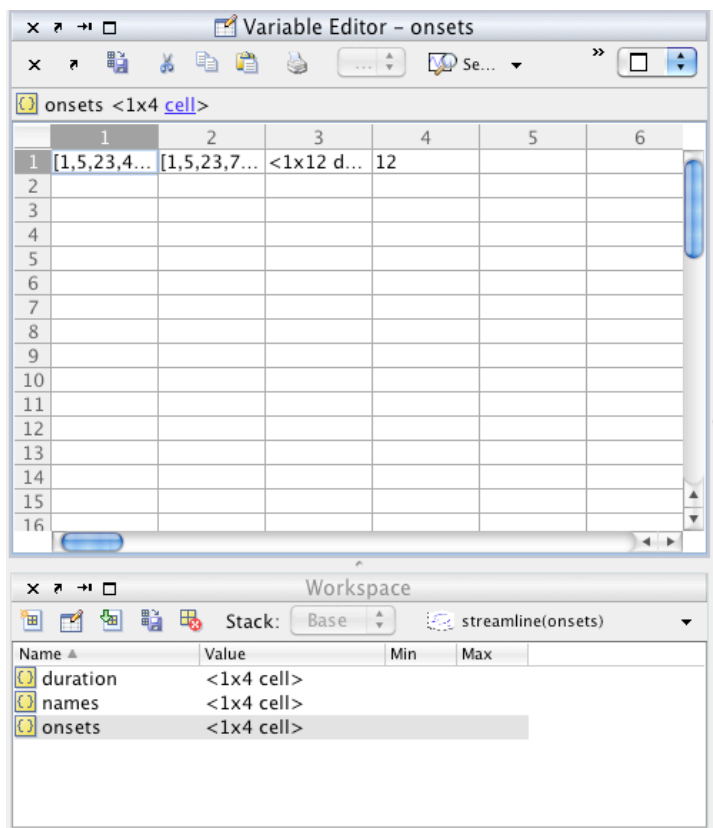 Variable Editor – onsets
... Se... »
onsets <1x4 cell>
1 2 3 4 5 6
1 [1,5,23,4... [1,5,23,7... <1x12 d... 12
2
3
4
5
6
7
8
9
10
11
12
13
14
15
16
Workspace
Stack: Base streamline(onsets)
Name Value Min Max
duration <1x4 cell>
names <1x4 cell>
onsets <1x4 cell>